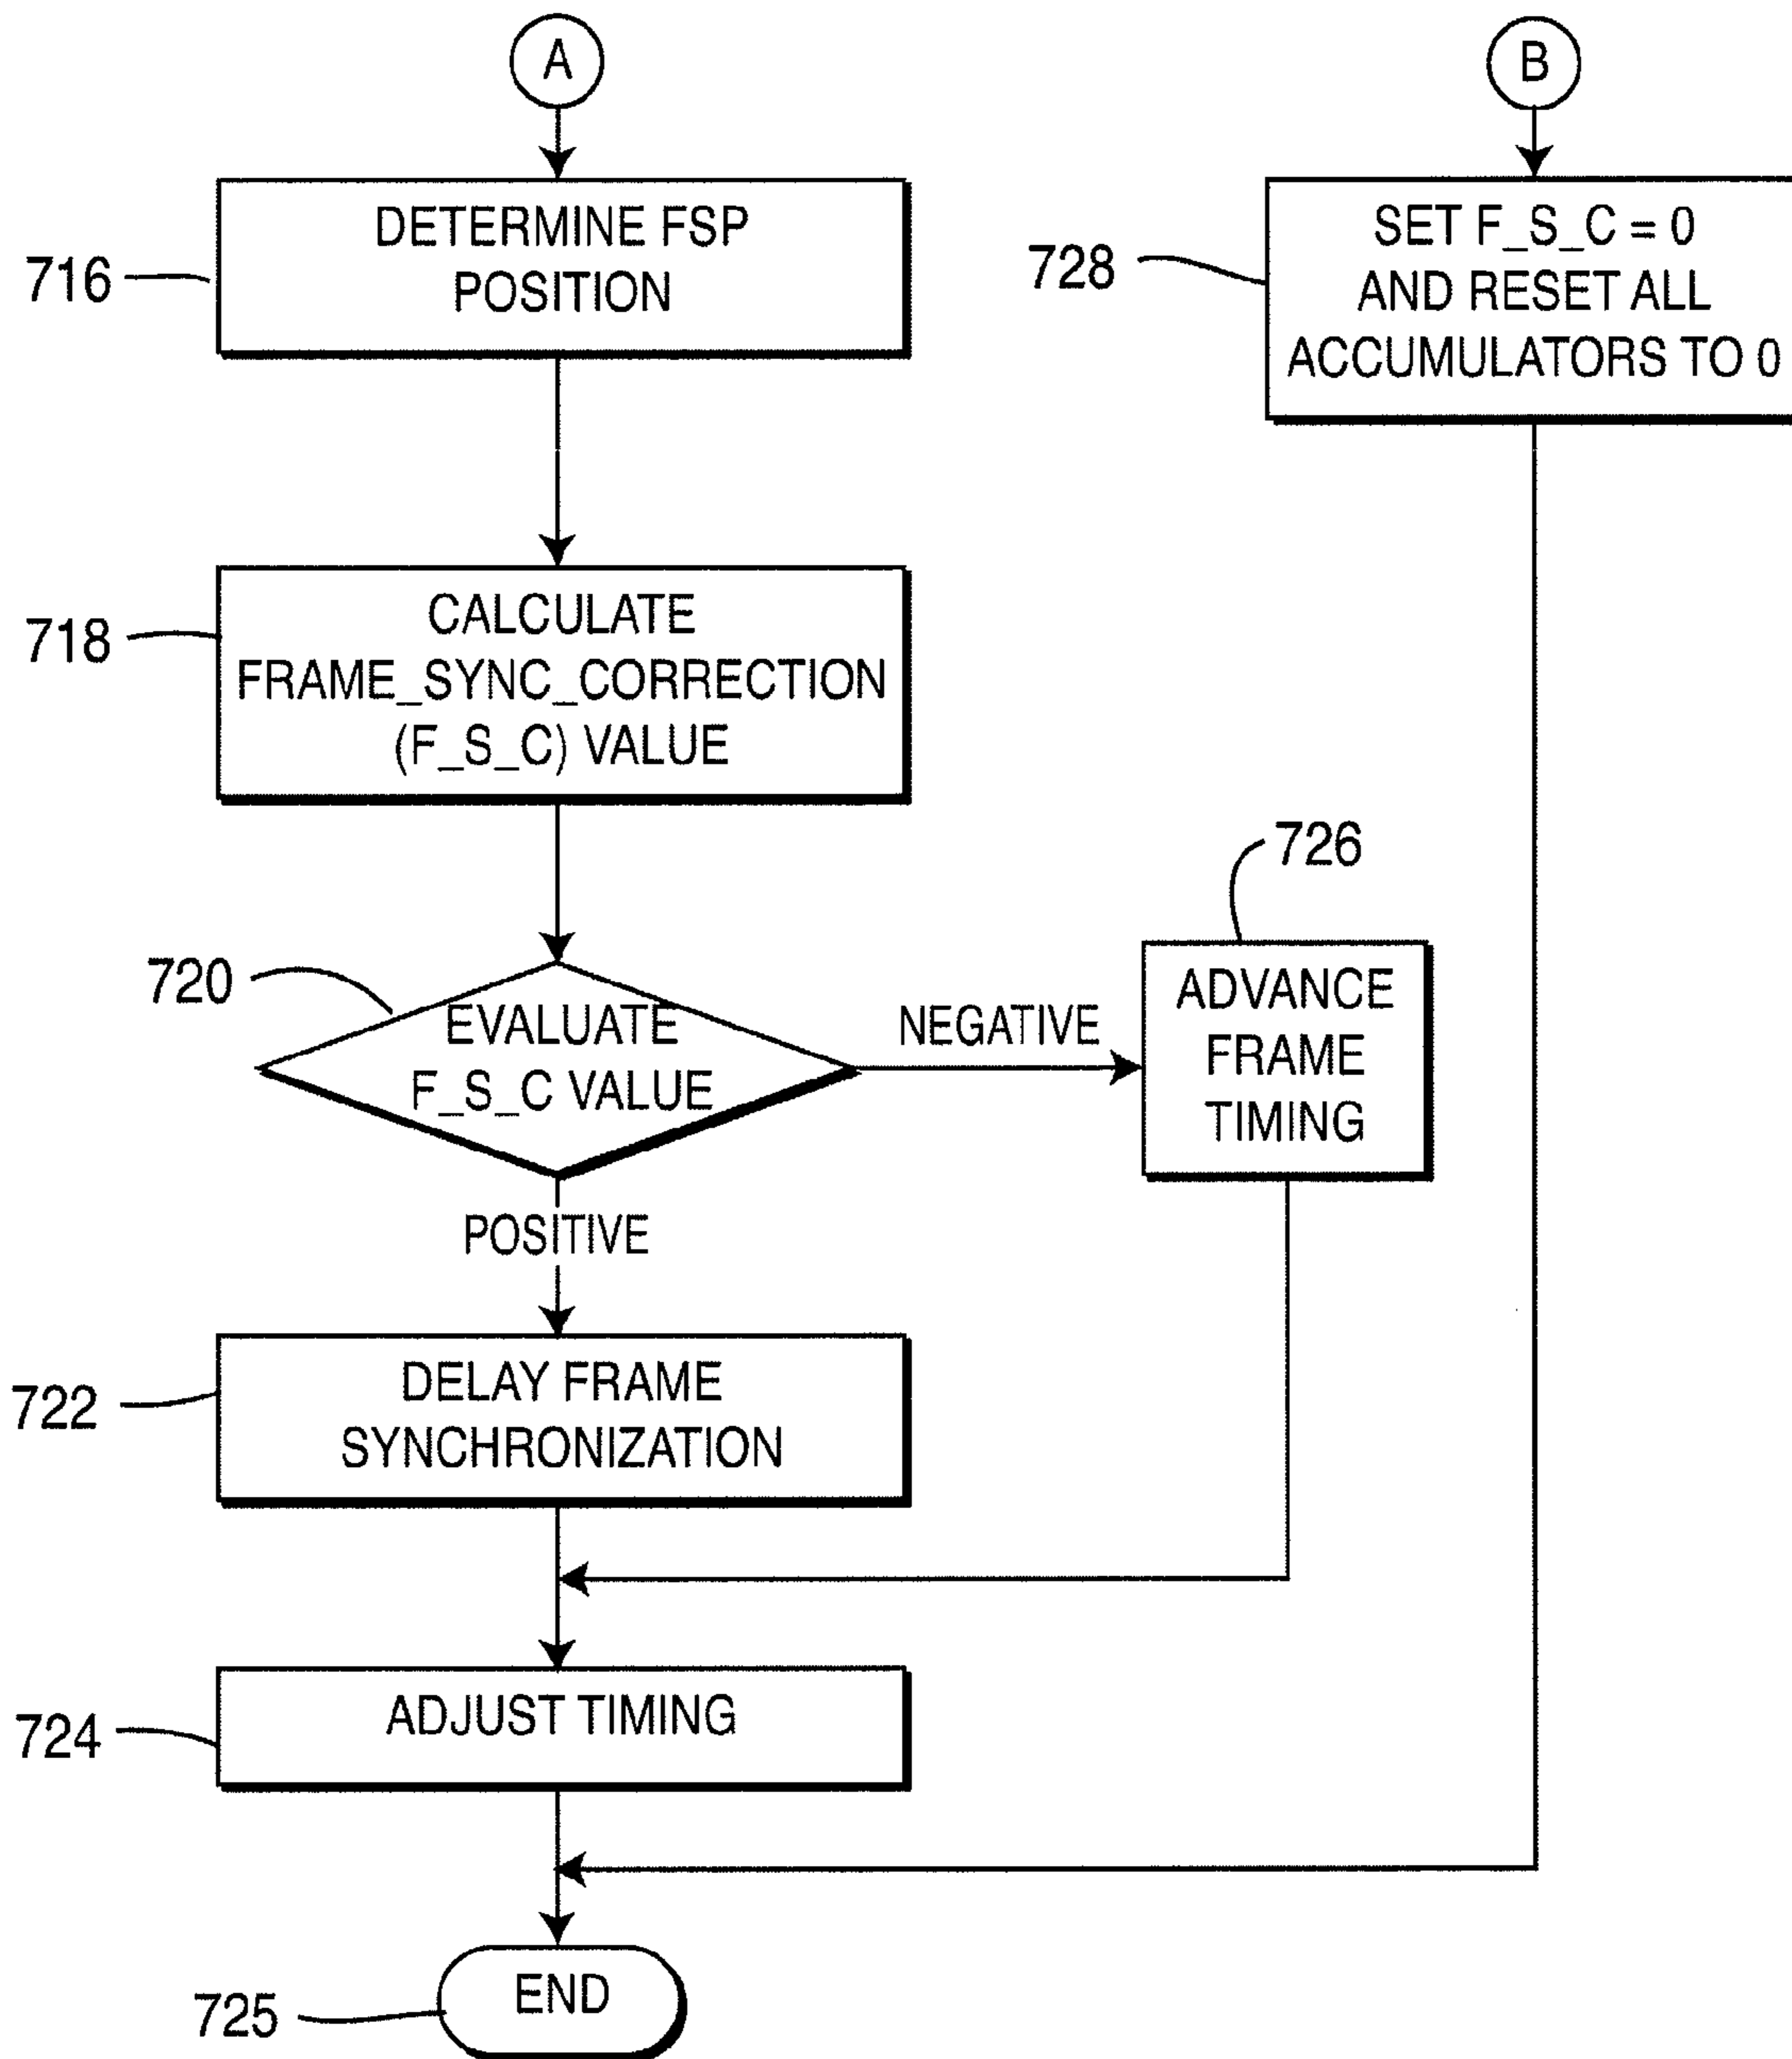 A
B
716
DETERMINE FSP
POSITION
728
SET F_S_C = 0
AND RESET ALL
ACCUMULATORS TO 0
718
CALCULATE
FRAME_SYNC_CORRECTION
(F_S_C) VALUE
720
EVALUATE
F_S_C VALUE
NEGATIVE
726
ADVANCE
FRAME
TIMING
POSITIVE
722
DELAY FRAME
SYNCHRONIZATION
724
ADJUST TIMING
725
END